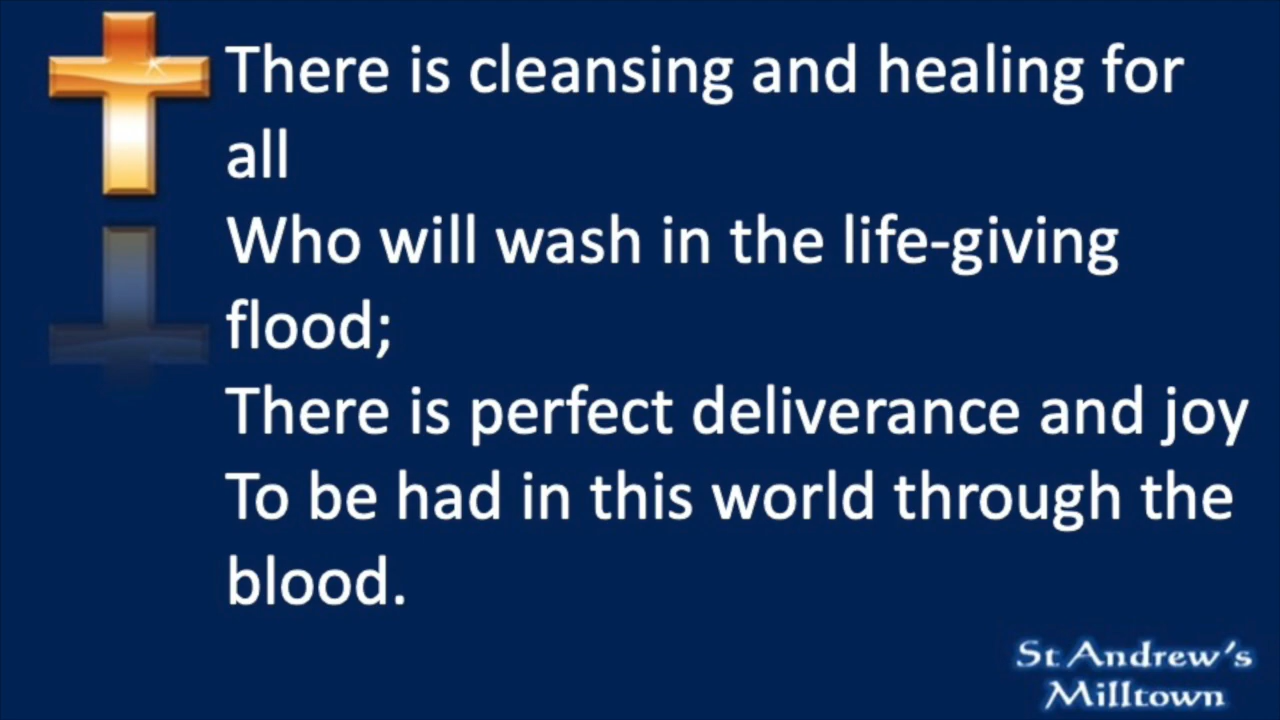 There is cleansing and healing for
all
Who will wash in the life-giving
flood;
There is perfect deliverance and joy
To be had in this world through the
blood.
St Andrew's
Milltown